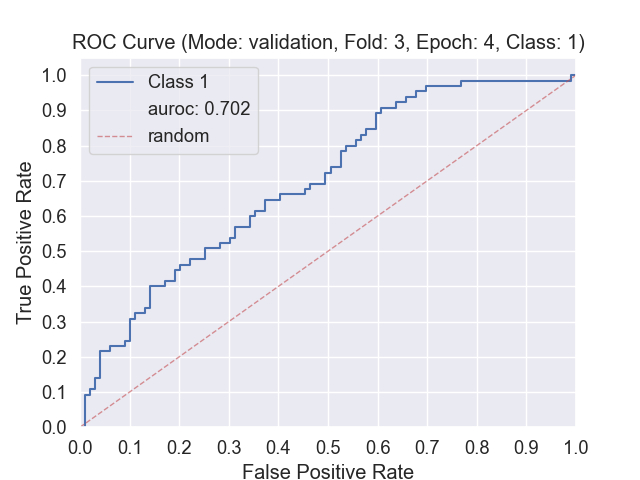 ROC Curve (Mode: validation, Fold: 3, Epoch: 4, Class: 1)
Class 1
auroc: 0.702
random
True Positive Rate
1.0
0.9
0.8
0.7
0.6
0.5
0.4
0.3
0.2
0.1
0.0
0.0 0.1 0.2 0.3 0.4 0.5 0.6 0.7 0.8 0.9 1.0
False Positive Rate